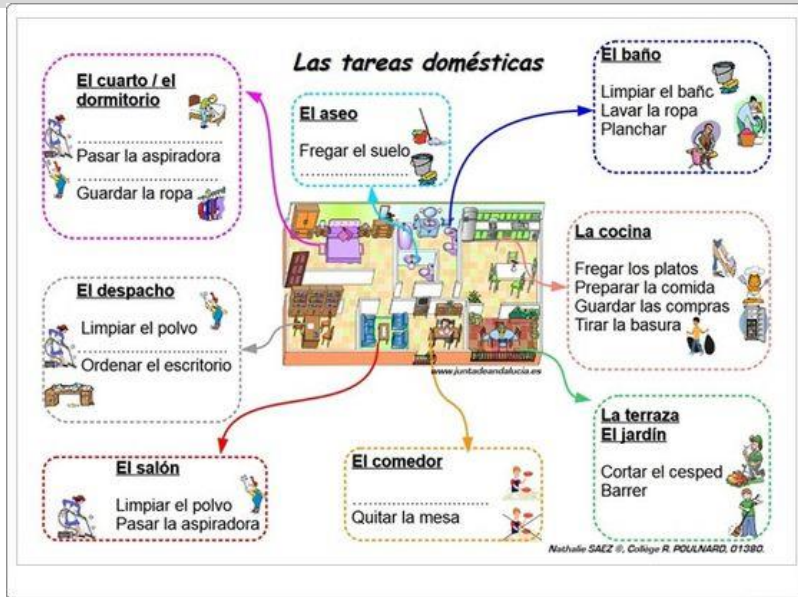 Las tareas domésticas
El cuarto / el
dormitorio
........................................
Pasar la aspiradora
........................................
Guardar la ropa
El aseo
Fregar el suelo
........................................
El baño
Limpiar el bañc
Lavar la ropa
Planchar
La cocina
Fregar los platos
Preparar la comida
Guardar las compras
Tirar la basura
El despacho
Limpiar el polvo
........................................
Ordenar el escritorio
www.juntadeandalucia.es
La terraza
El jardín
Cortar el cesped
Barrer
El salón
Limpiar el polvo
Pasar la aspiradora
El comedor
........................................
Quitar la mesa
Nathalie SAEZ ®, Collège R. POULNARD, 01380.